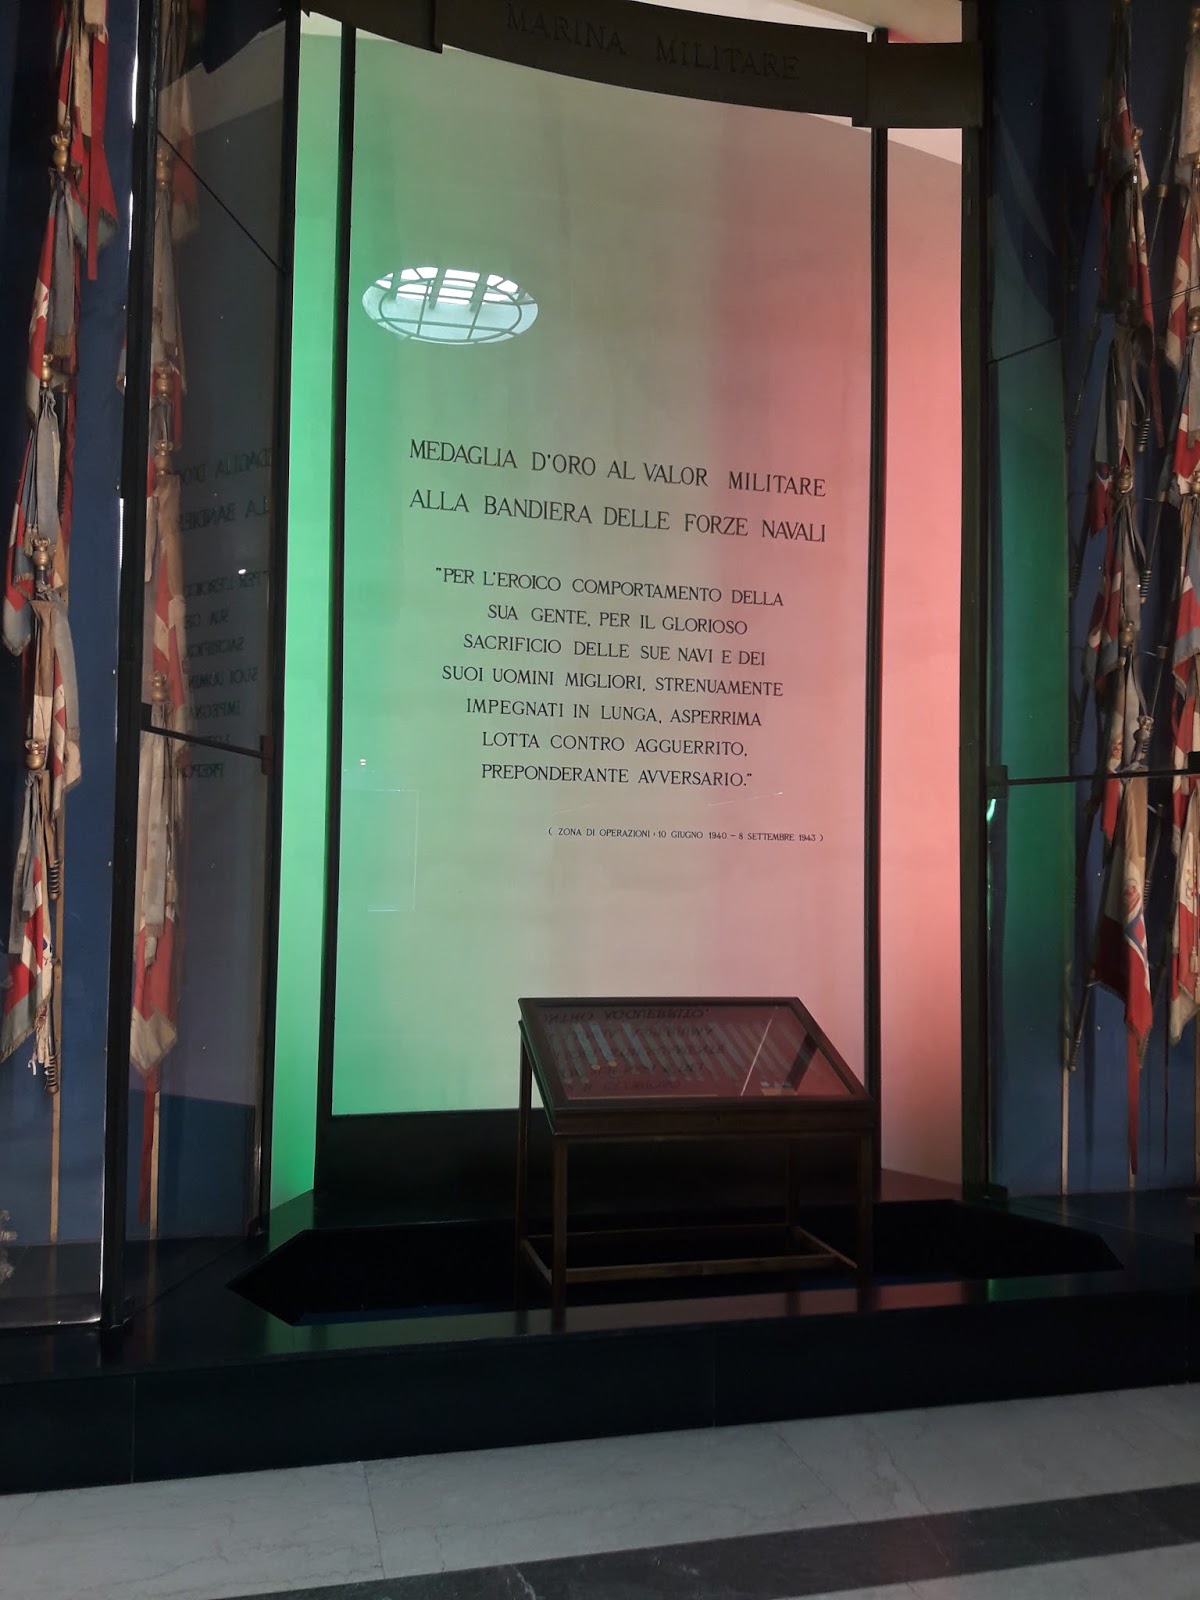 MARINA MILITARE
MEDAGLIA D'ORO AL VALOR MILITARE
ALLA BANDIERA DELLE FORZE NAVALI
"PER L'EROICO COMPORTAMENTO DELLA
SUA GENTE, PER IL GLORIOSO
SACRIFICIO DELLE SUE NAVI E DEI
SUOI UOMINI MIGLIORI, STRENUAMENTE
IMPEGNATI IN LUNGA, ASPERRIMA
LOTTA CONTRO AGGUERRITO,
PREPONDERANTE AVVERSARIO."
( ZONA DI OPERAZIONI: 10 GIUGNO 1940 - 8 SETTEMBRE 1943 )